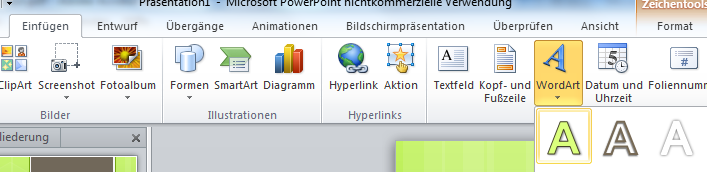 Präsentation1 - Microsoft PowerPoint nichtkommerzielle Verwendung
Zeichentools
Einfügen Entwurf Übergänge Animationen Bildschirmpräsentation Überprüfen Ansicht Format
ClipArt Screenshot Fotoalbum Formen SmartArt Diagramm Hyperlink Aktion Textfeld Kopf- und Fußzeile WordArt Datum und Uhrzeit Foliennum
Bilder Illustrationen Hyperlinks
liederung
A A A